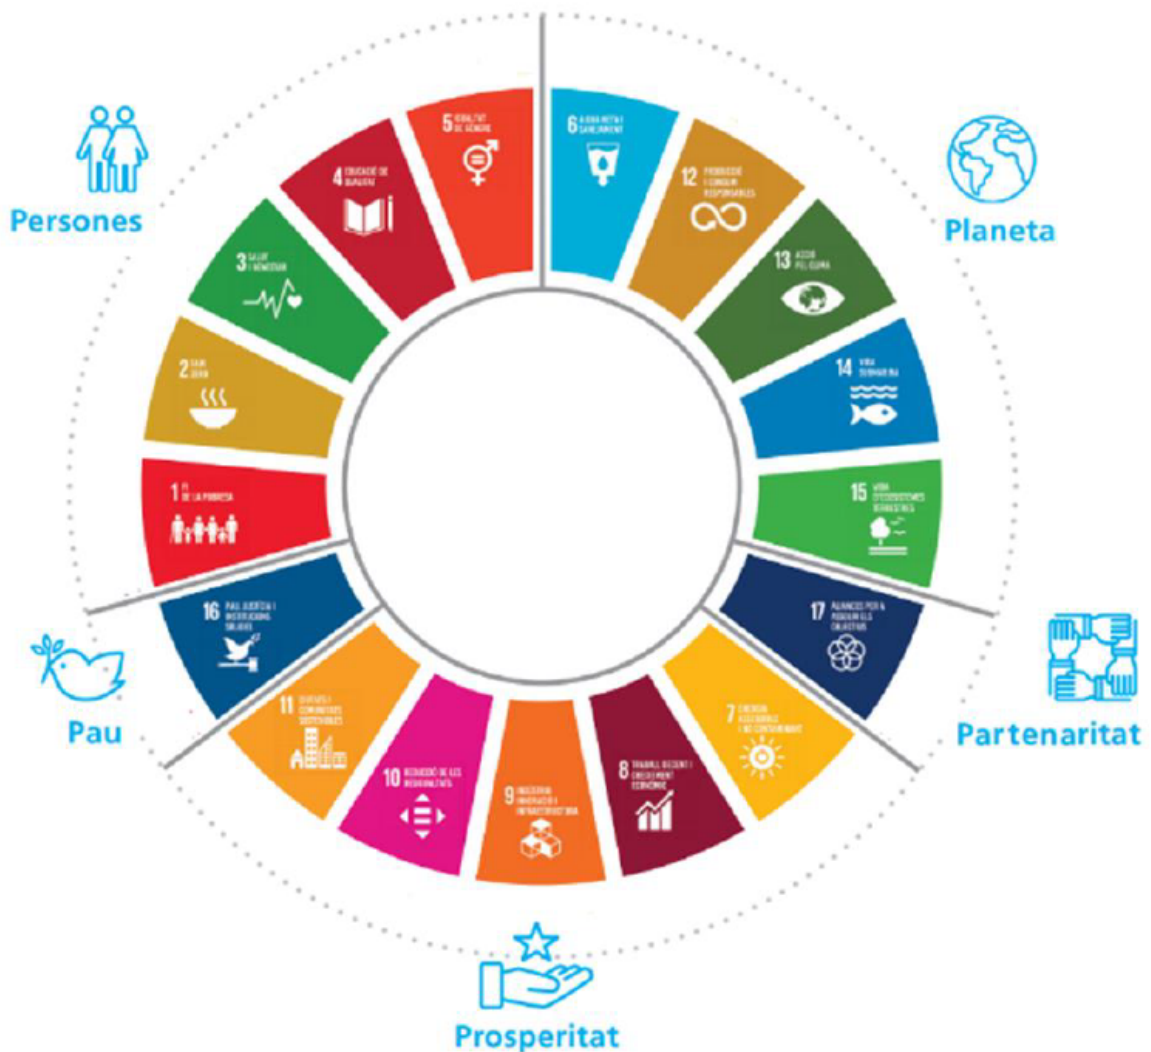 Persones
5 IGUALTAT
DE GÈNERE
4 EDUCACIÓ DE
QUALITAT
3 SALUT
I BENESTAR
2 FAM
ZERO
1 FI
DE LA POBRESA
6 AIGUA NETA I
SANEJAMENT
12 PRODUCCIÓ
I CONSUM
RESPONSABLES
13 ACCIÓ
PEL CLIMA
14 VIDA
SUBMARINA
15 VIDA
D'ECOSISTEMES
TERRESTRES
Planeta
17 ALIANCES PER A
ASSOLIR ELS
OBJECTIUS
Partenaritat
7 ENERGIA
ASSEQUIBLE
I NO CONTAMINANT
8 TREBALL DECENT I
CREIXEMENT
ECONÒMIC
9 INDÚSTRIA
INNOVACIÓ I
INFRAESTRUCTURA
10 REDUCCIÓ DE LES
DESIGUALTATS
11 CIUTATS I
COMUNITATS
SOSTENIBLES
Prosperitat
16 PAU, JUSTÍCIA I
INSTITUCIONS
SÒLIDES
Pau